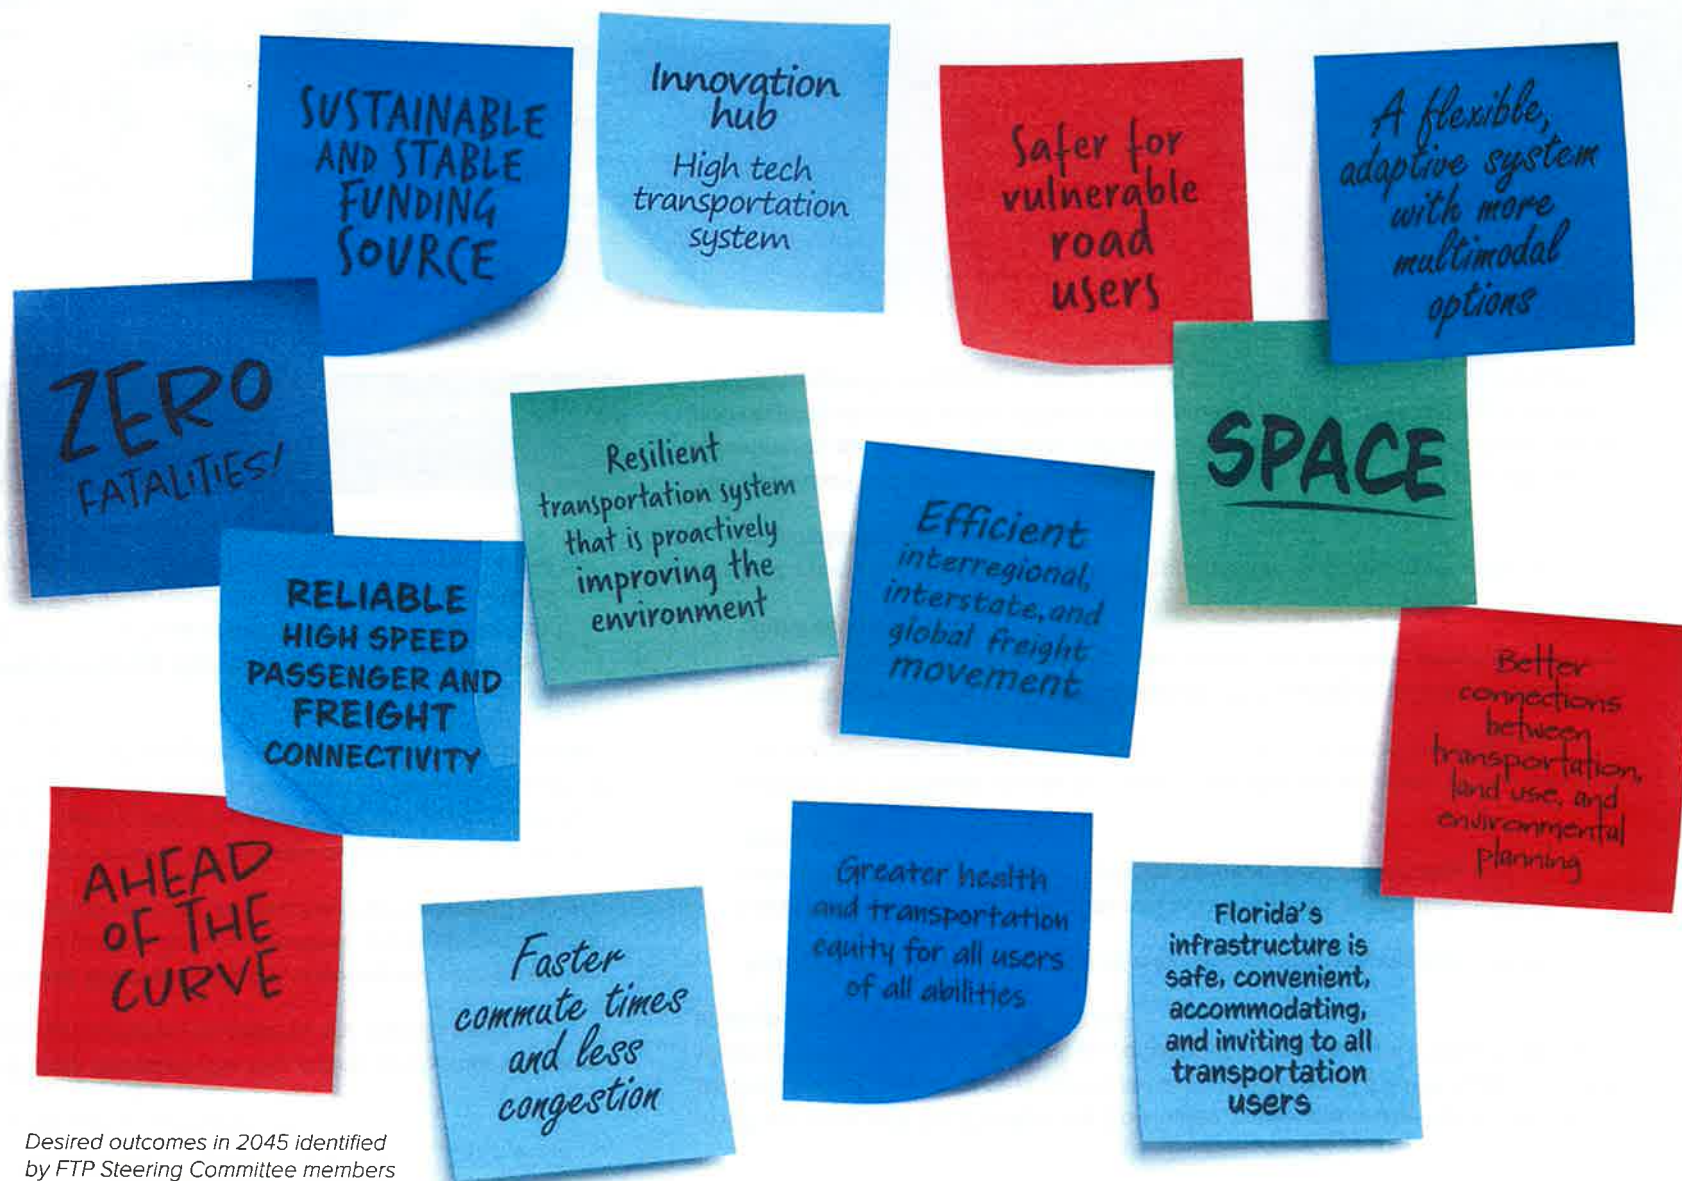 SUSTAINABLE
AND STABLE
FUNDING
SOURCE
Innovation
hub
High tech
transportation
system
Safer for
vulnerable
road
users
A flexible,
adaptive system
with more
multimodal
options
ZERO
FATALITIES!
Resilient
transportation system
that is proactively
improving the
environment
Efficient
interregional,
interstate, and
global freight
movement
SPACE
RELIABLE
HIGH SPEED
PASSENGER AND
FREIGHT
CONNECTIVITY
Better
connections
between
transportation,
land use, and
environmental
planning
AHEAD
OF THE
CURVE
Faster
commute times
and less
congestion
Greater health
and transportation
equity for all users
of all abilities
Florida's
infrastructure is
safe, convenient,
accommodating,
and inviting to all
transportation
users
Desired outcomes in 2045 identified
by FTP Steering Committee members